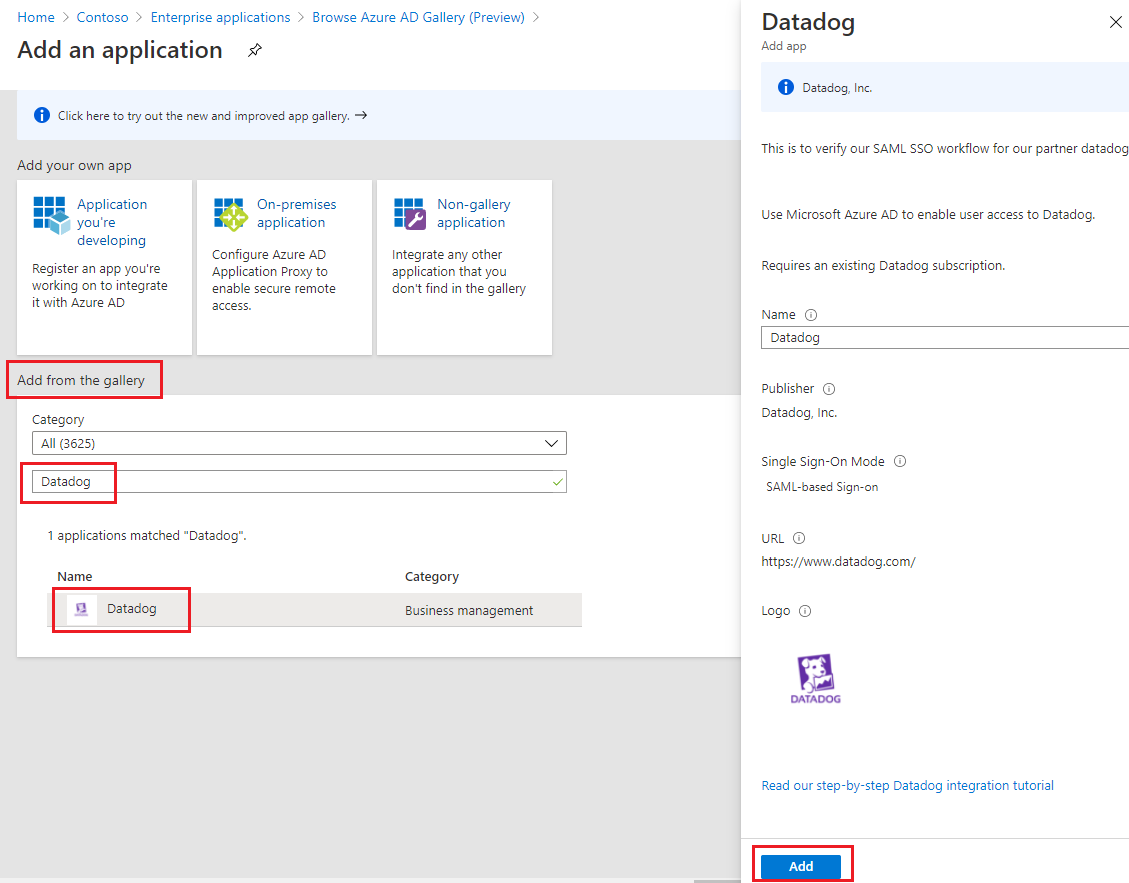 Home > Contoso > Enterprise applications > Browse Azure AD Gallery (Preview) >
Add an application
Click here to try out the new and improved app gallery. →
Add your own app
Application
you're
developing
Register an app you're
working on to integrate
it with Azure AD
On-premises
application
Configure Azure AD
Application Proxy to
enable secure remote
access.
Non-gallery
application
Integrate any other
application that you
don't find in the gallery
Add from the gallery
Category
All (3625)
Datadog
1 applications matched "Datadog".
Name Category
Datadog Business management
Datadog
Add app
Datadog, Inc.
This is to verify our SAML SSO workflow for our partner datadog
Use Microsoft Azure AD to enable user access to Datadog.
Requires an existing Datadog subscription.
Name
Datadog
Publisher
Datadog, Inc.
Single Sign-On Mode
SAML-based Sign-on
URL
https://www.datadog.com/
Logo
DATADOG
Read our step-by-step Datadog integration tutorial
Add